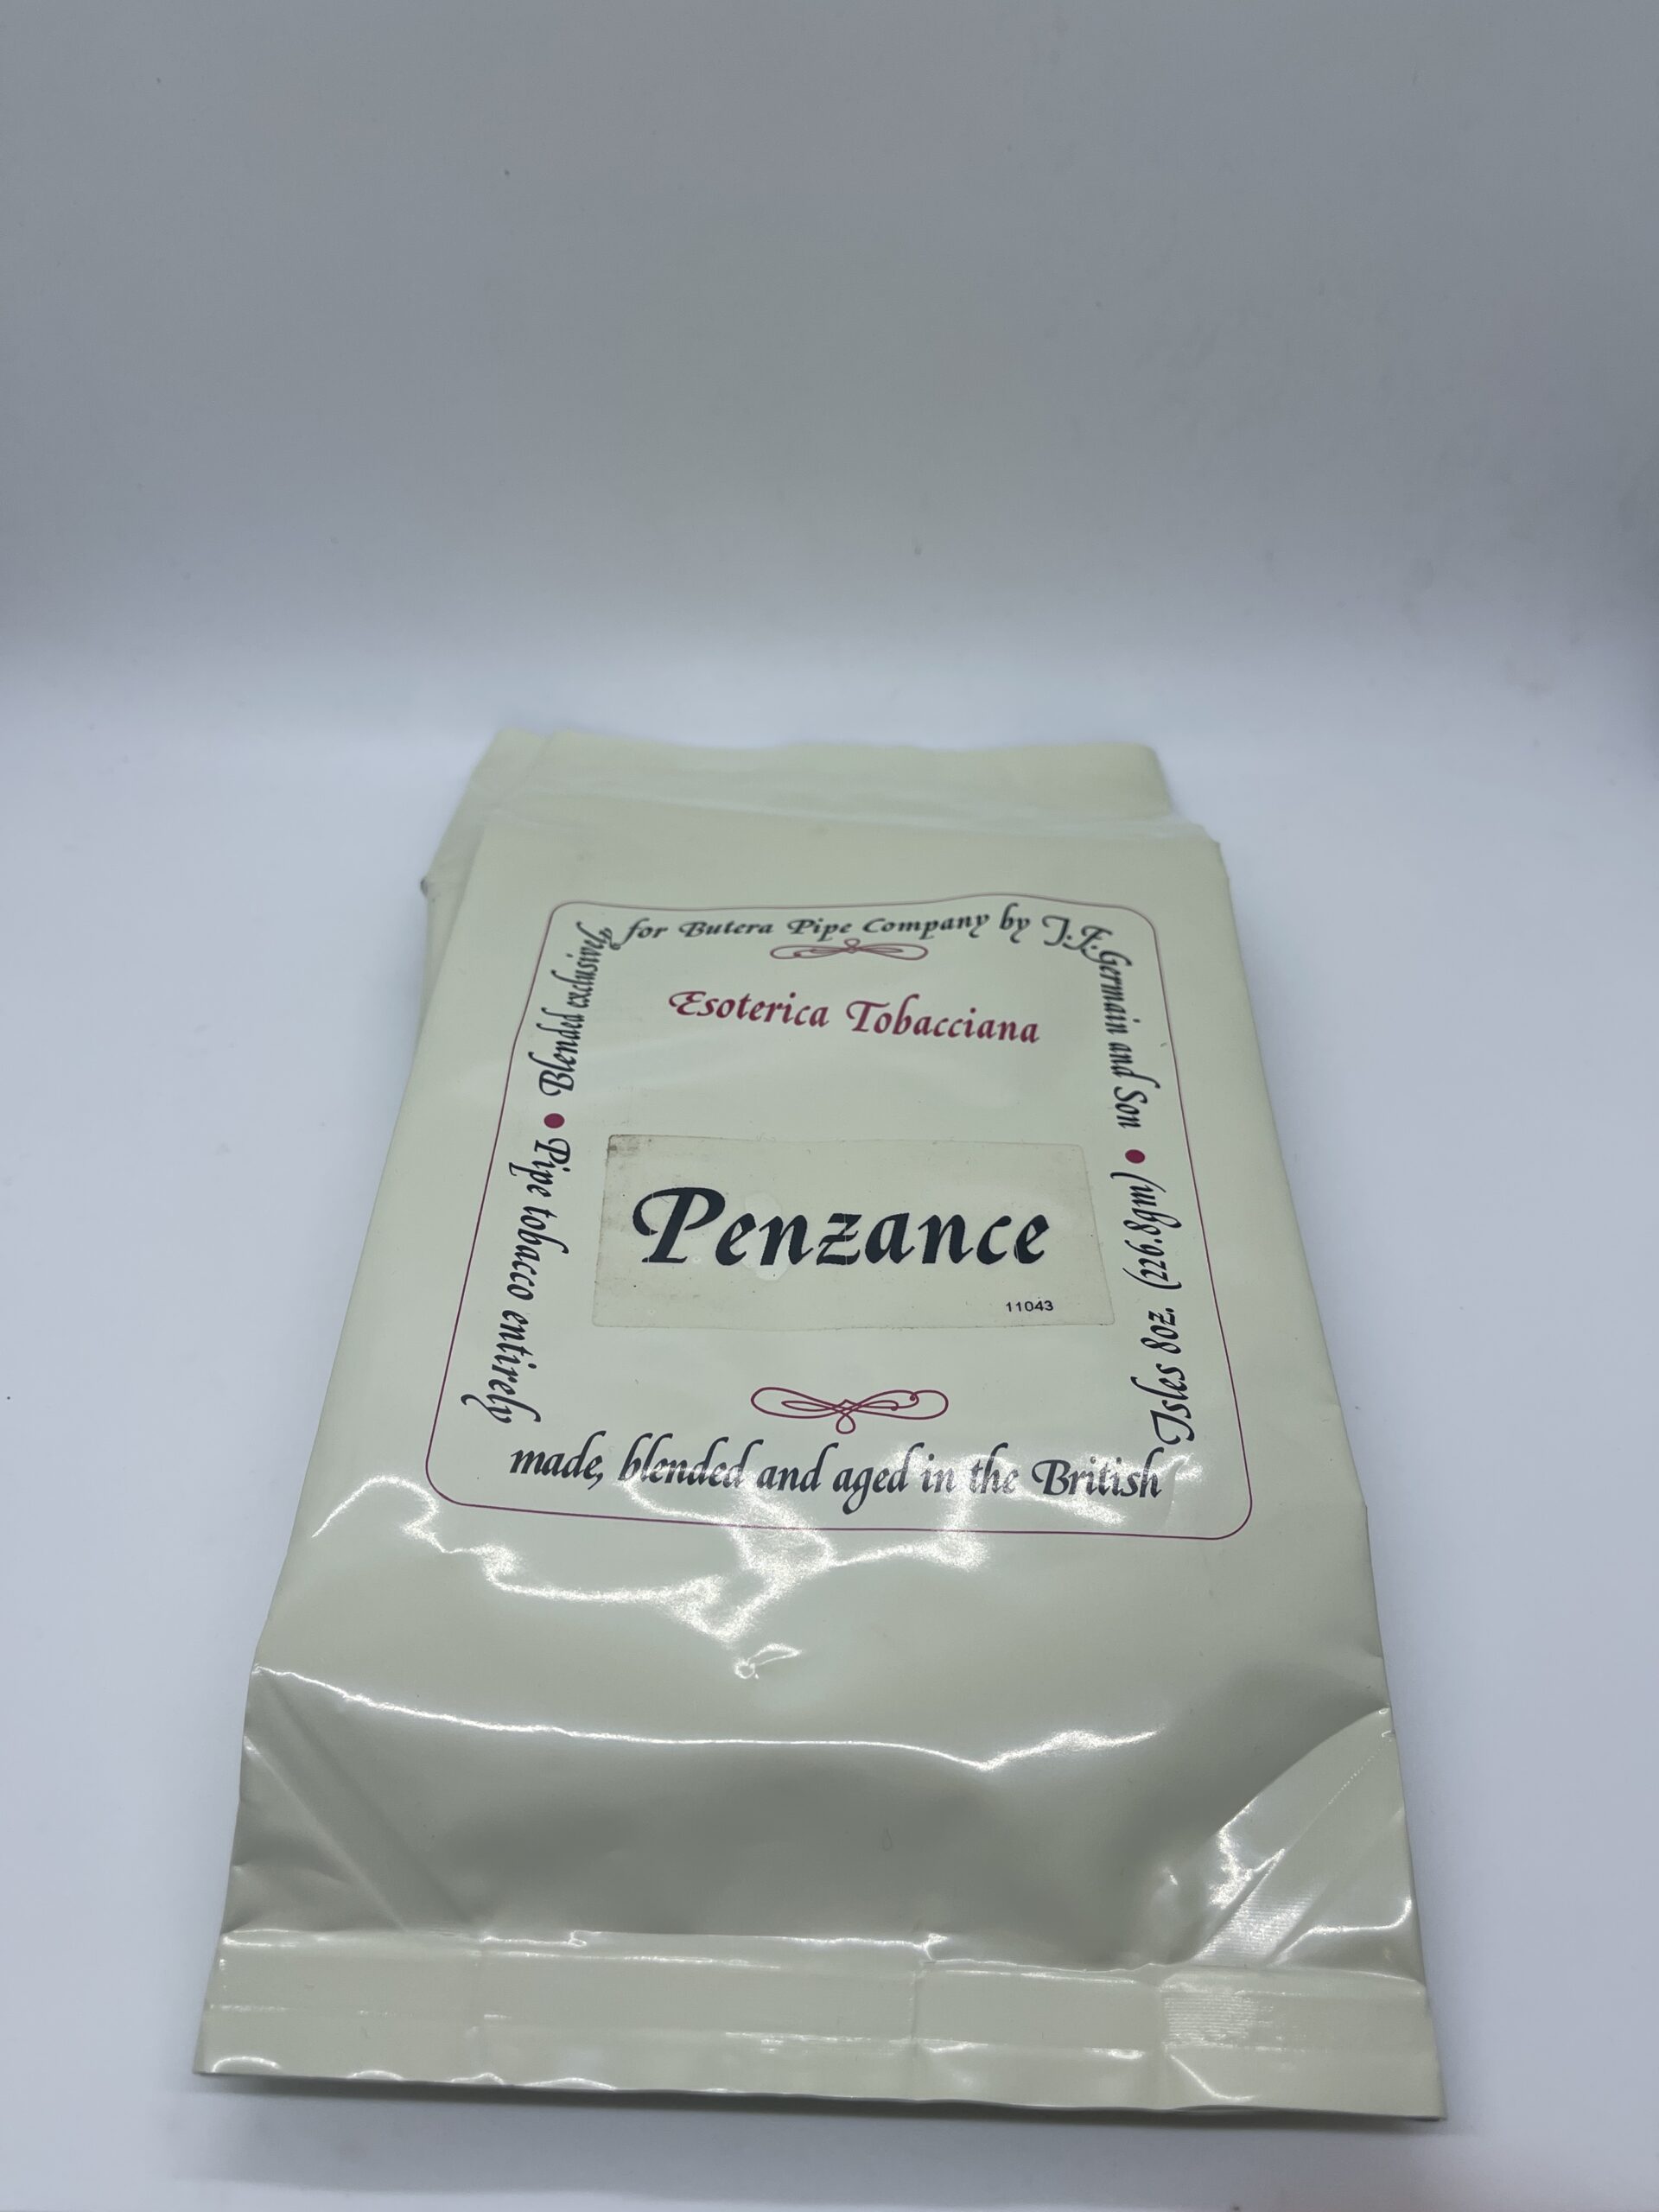 Blended exclusively
for Butera Pipe Company by J.F. Germain and Son
Esoterica Tobacciana
Penzance
11043
Pipe tobacco entirely
made, blended and aged in the British
Isles 8oz. (226.8gm)